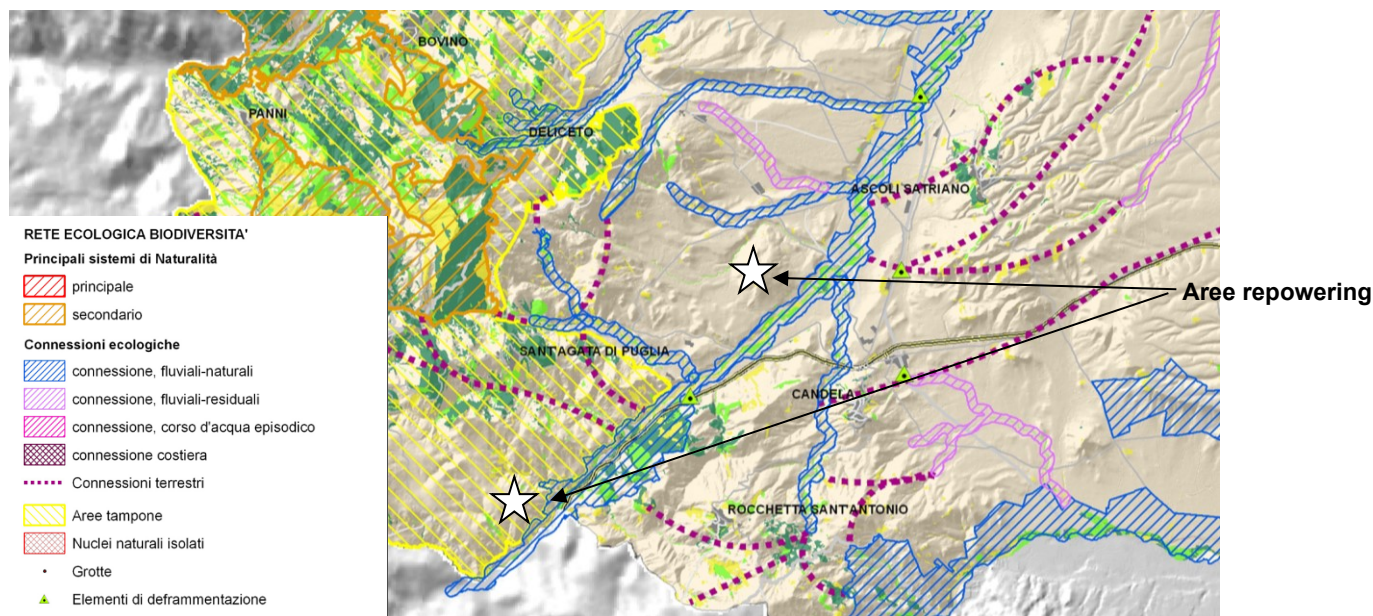 BOVINO
PANNI
DELICETO
ASCOLI SATRIANO
SANT'AGATA DI PUGLIA
CANDELA
ROCCHETTA SANT'ANTONIO
Aree repowering
RETE ECOLOGICA BIODIVERSITA'
Principali sistemi di Naturalità
principale
secondario
Connessioni ecologiche
connessione, fluviali-naturali
connessione, fluviali-residuali
connessione, corso d'acqua episodico
connessione costiera
Connessioni terrestri
Aree tampone
Nuclei naturali isolati
Grotte
Elementi di deframmentazione